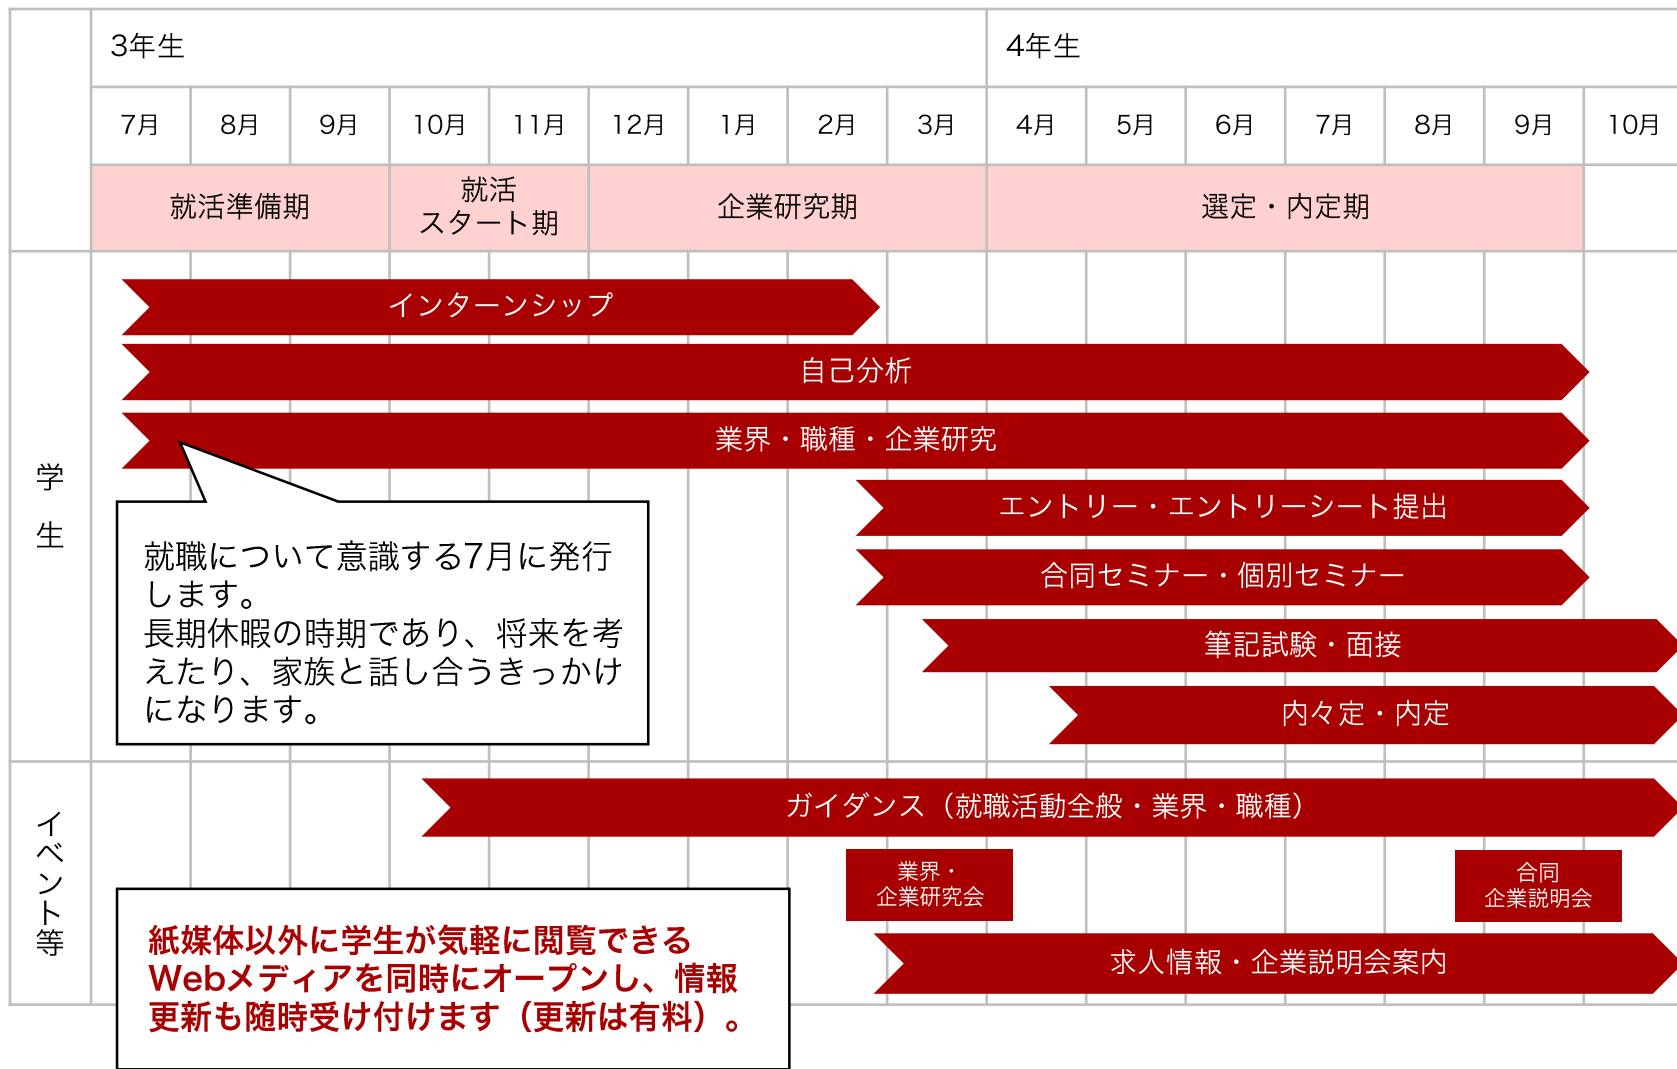 3年生
4年生
7月
8月
9月
10月
11月
12月
1月
2月
3月
4月
5月
6月
7月
8月
9月
10月
就活準備期
就活
スタート期
企業研究期
選定・内定期
学生
インターンシップ
自己分析
業界・職種・企業研究
エントリー・エントリーシート提出
合同セミナー・個別セミナー
筆記試験・面接
内々定・内定
就職について意識する7月に発行
します。
長期休暇の時期であり、将来を考
えたり、家族と話し合うきっかけ
になります。
イベント等
ガイダンス（就職活動全般・業界・職種）
業界・
企業研究会
合同
企業説明会
求人情報・企業説明会案内
紙媒体以外に学生が気軽に閲覧できる
Webメディアを同時にオープンし、情報
更新も随時受け付けます（更新は有料）。